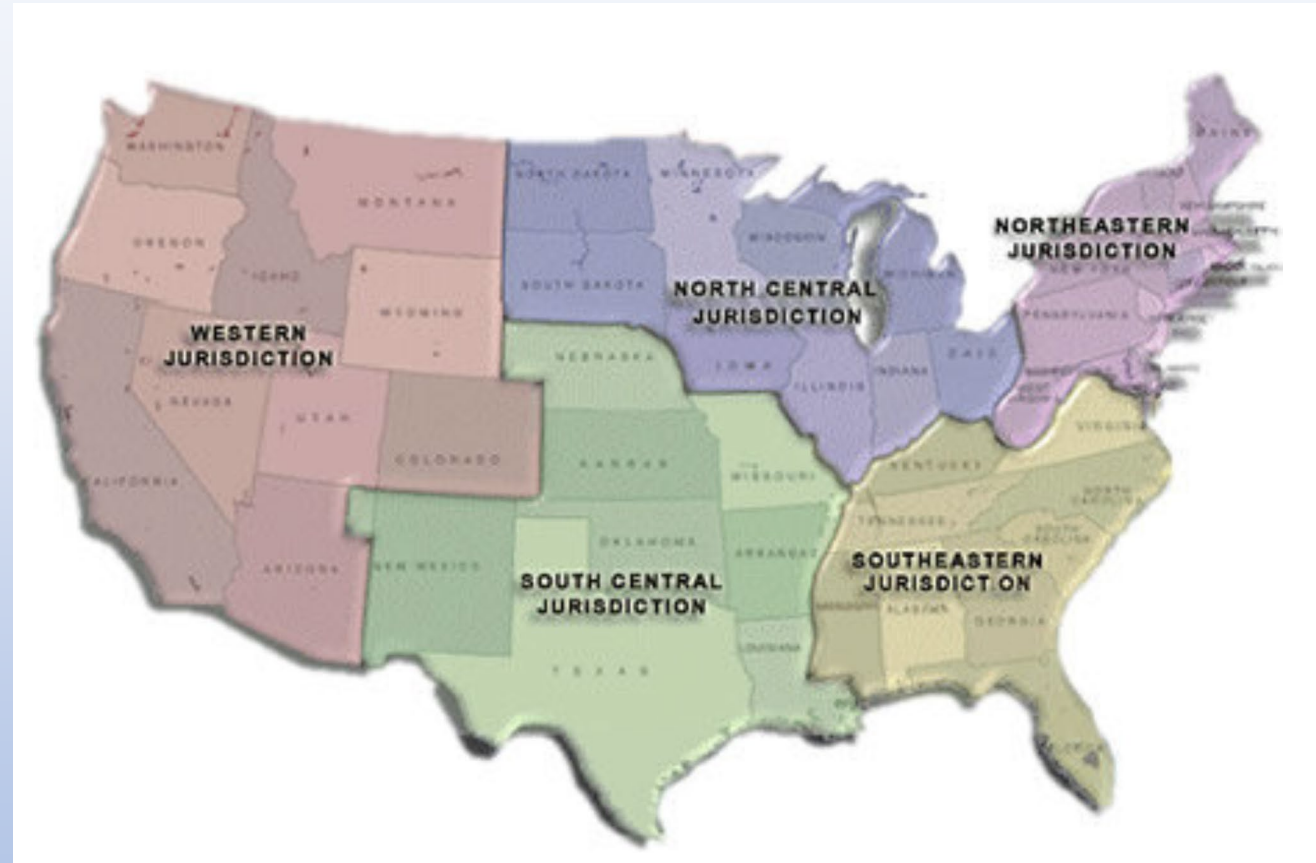 MAINE
WASHINGTON
NORTH DAKOTA
MINNESOTA
MONTANA
NORTHEASTERN
JURISDICTION
OREGON
WISCONSIN
IDAHO
MICHIGAN
NEW YORK
SOUTH DAKOTA
NORTH CENTRAL
JURISDICTION
WYOMING
PENNSYLVANIA
WESTERN
JURISDICTION
NEBRASKA
IOWA
OHIO
ILLINOIS
INDIANA
WEST
NEVADA
UTAH
VIRGINIA
COLORADO
KANSAS
KENTUCKY
CALIFORNIA
MISSOURI
NORTH
CAROLINA
TENNESSEE
SOUTH
CAROLINA
OKLAHOMA
ARKANSAS
ARIZONA
NEW MEXICO
SOUTHEASTERN
JURISDICT ON
SOUTH CENTRAL
JURISDICTION
ALABAMA
GEORGIA
LOUISIANA
TEXAS